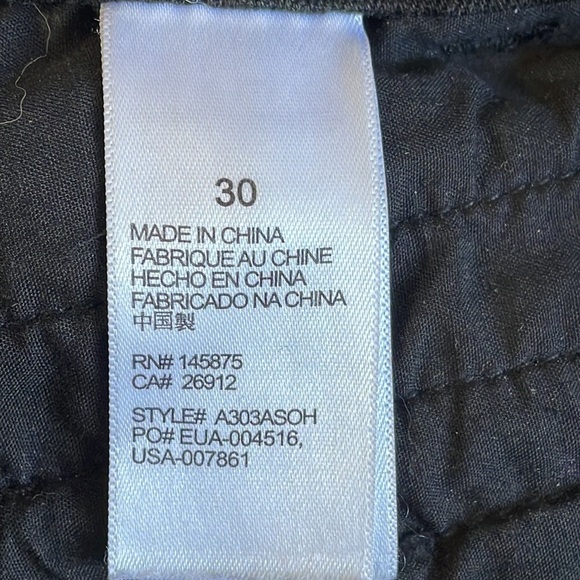 30
MADE IN CHINA
FABRIQUE AU CHINE
HECHO EN CHINA
FABRICADO NA CHINA
中国製
RN# 145875
CA# 26912
STYLE# A303ASOH
PO# EUA-004516,
USA-007861